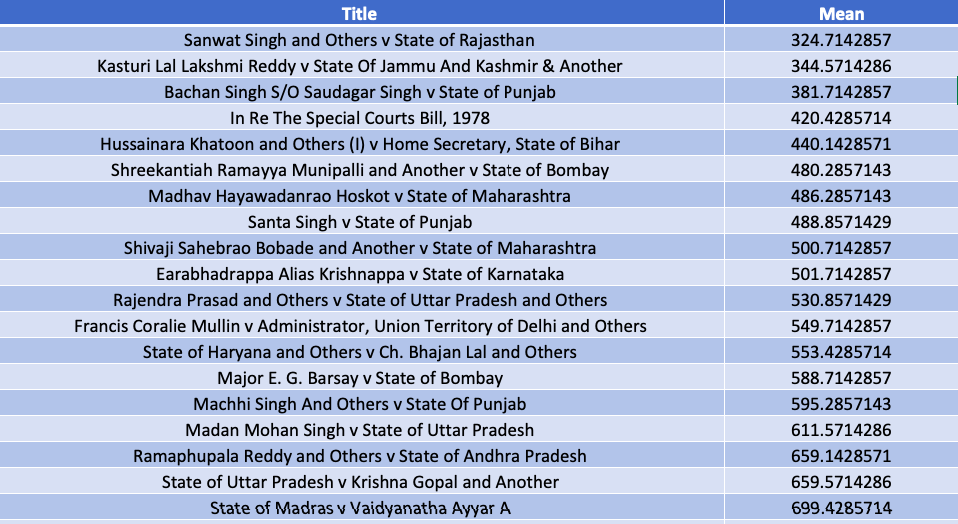 Title Mean
Sanwat Singh and Others v State of Rajasthan 324.7142857
Kasturi Lal Lakshmi Reddy v State Of Jammu And Kashmir & Another 344.5714286
Bachan Singh S/O Saudagar Singh v State of Punjab 381.7142857
In Re The Special Courts Bill, 1978 420.4285714
Hussainara Khatoon and Others (I) v Home Secretary, State of Bihar 440.1428571
Shreekantiah Ramayya Munipalli and Another v State of Bombay 480.2857143
Madhav Hayawadanrao Hoskot v State of Maharashtra 486.2857143
Santa Singh v State of Punjab 488.8571429
Shivaji Sahebrao Bobade and Another v State of Maharashtra 500.7142857
Earabhadrappa Alias Krishnappa v State of Karnataka 501.7142857
Rajendra Prasad and Others v State of Uttar Pradesh and Others 530.8571429
Francis Coralie Mullin v Administrator, Union Territory of Delhi and Others 549.7142857
State of Haryana and Others v Ch. Bhajan Lal and Others 553.4285714
Major E. G. Barsay v State of Bombay 588.7142857
Machhi Singh And Others v State Of Punjab 595.2857143
Madan Mohan Singh v State of Uttar Pradesh 611.5714286
Ramaphupala Reddy and Others v State of Andhra Pradesh 659.1428571
State of Uttar Pradesh v Krishna Gopal and Another 659.5714286
State of Madras v Vaidyanatha Ayyar A 699.4285714